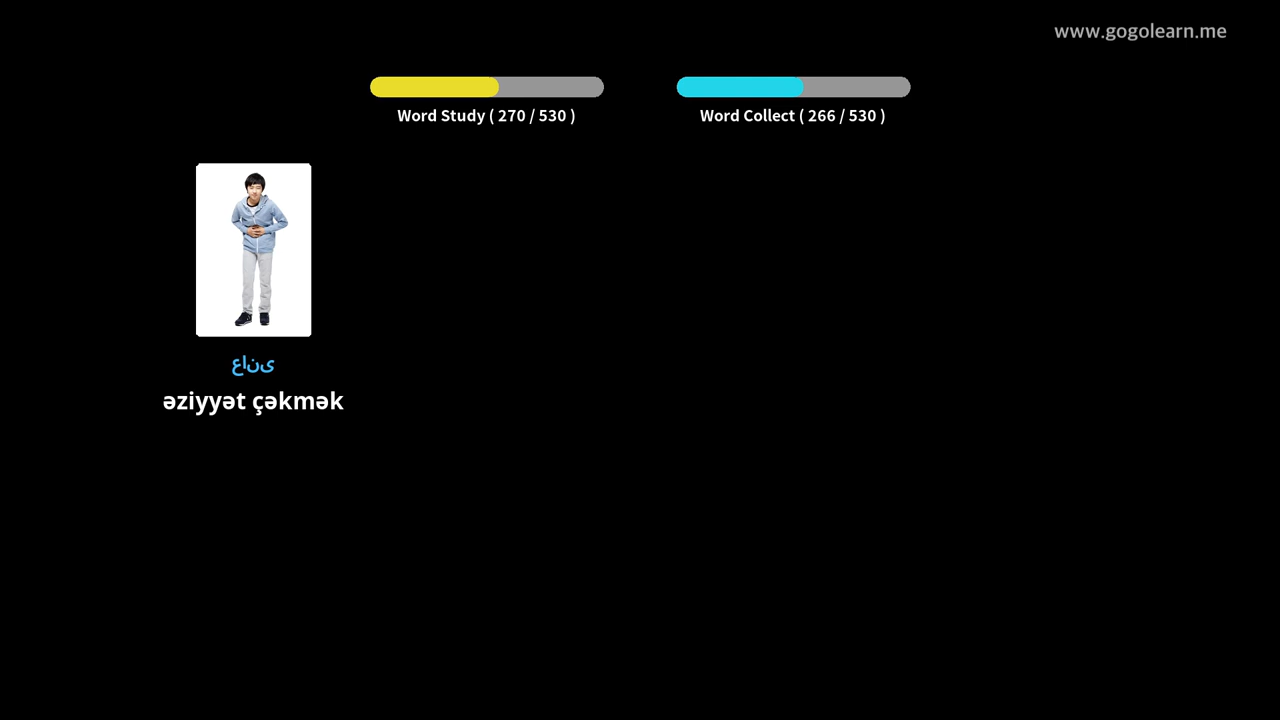 www.gogolearn.me
Word Study ( 270 / 530 )
Word Collect ( 266 / 530 )
عانى
əziyyət çəkmək